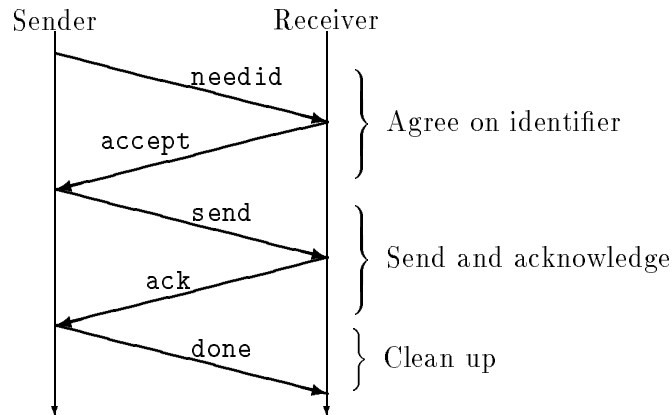 Sender
Receiver
needid
accept
Agree on identifier
send
ack
Send and acknowledge
done
Clean up